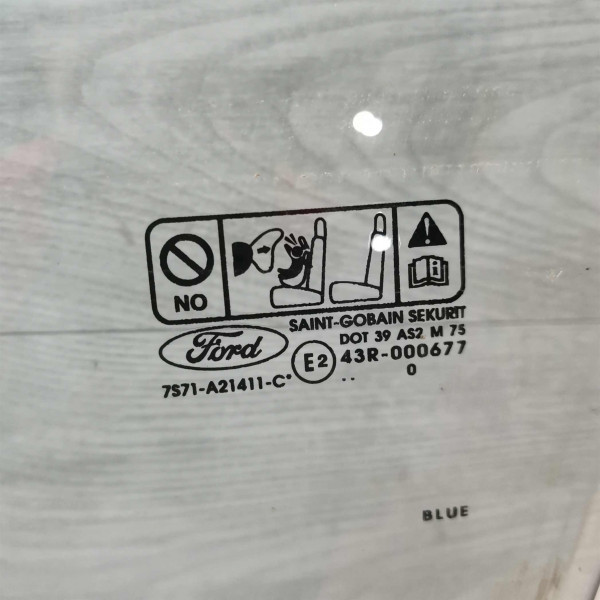 NO
SAINT-GOBAIN SEKURIT
Ford
DOT 39 AS2 M 75
E2
43R-000677
7S71-A21411-C*
..
0
BLUE